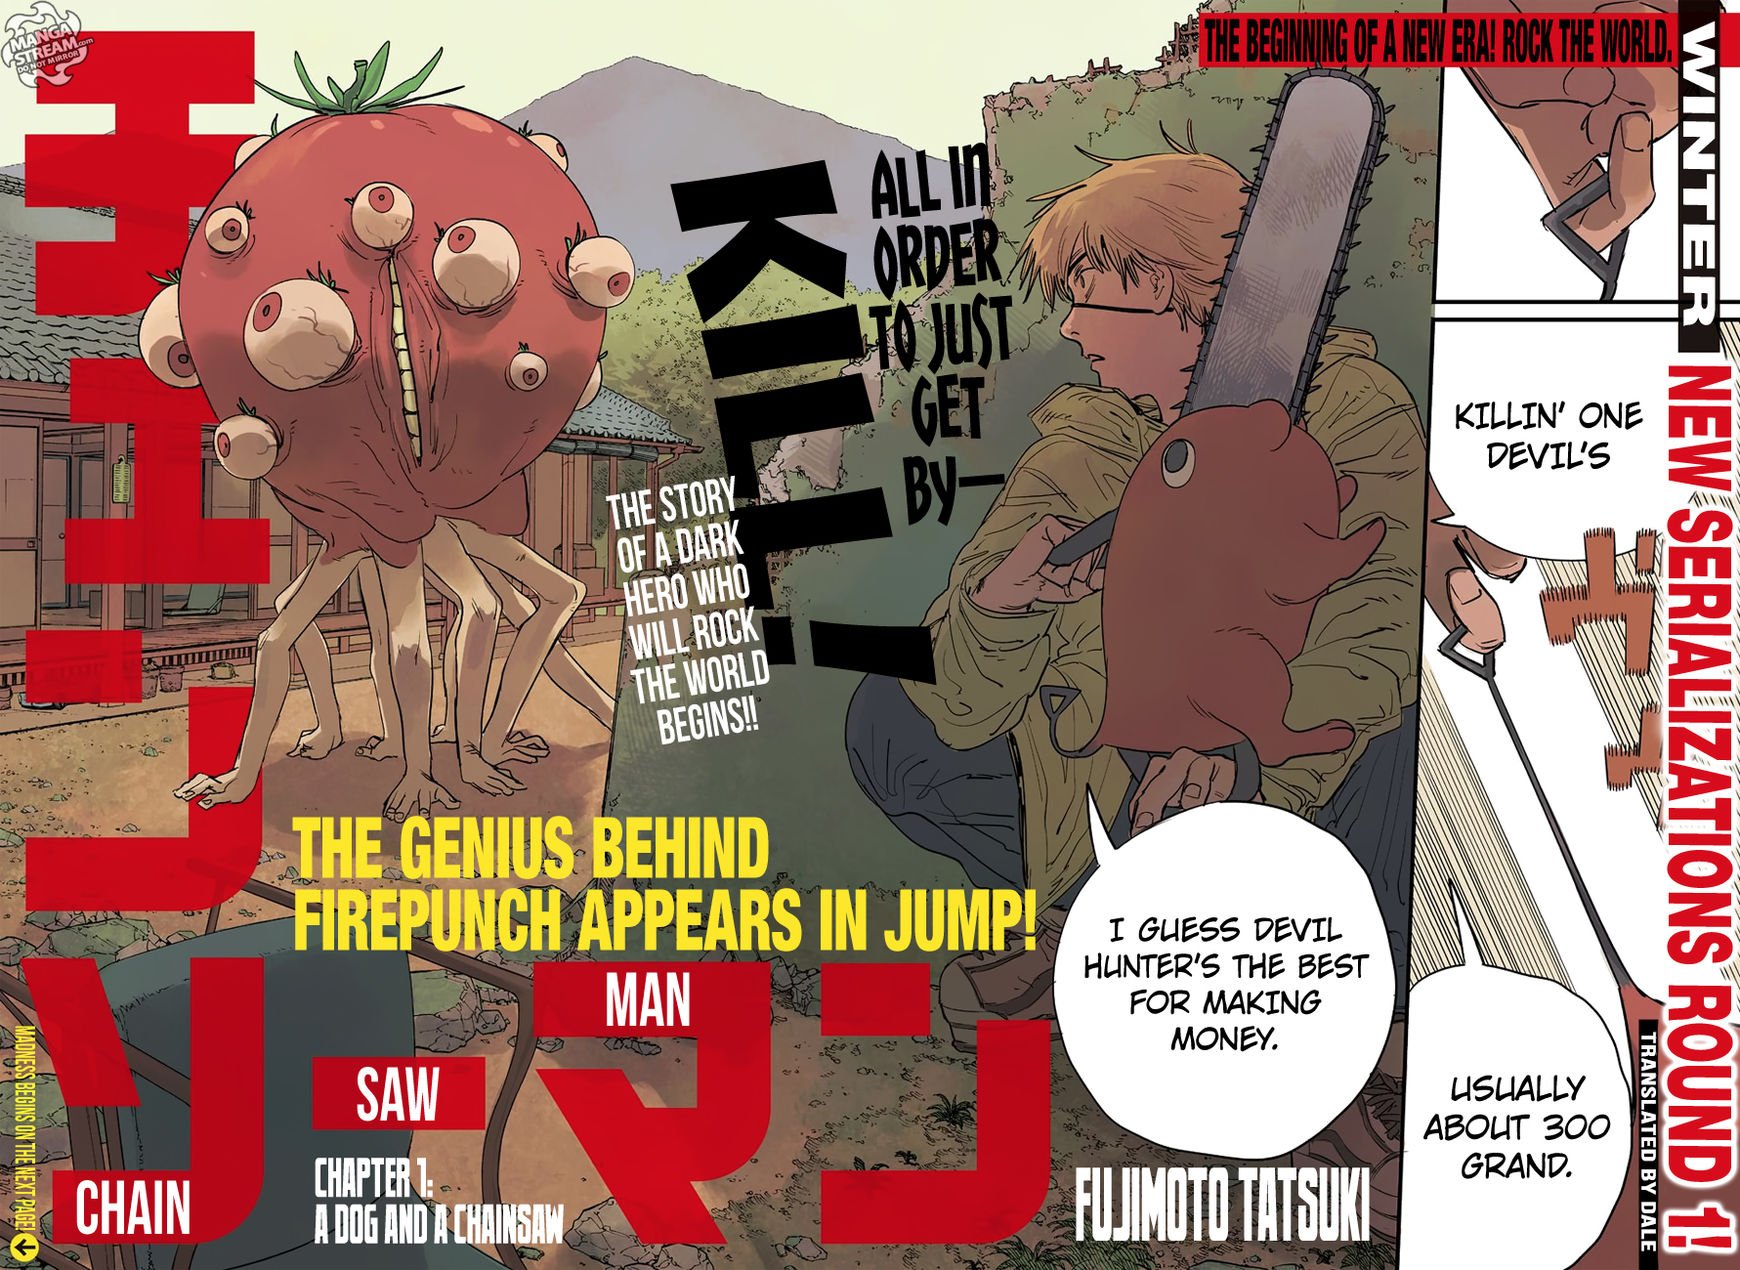 MANGA
STREAM.com
DO NOT MIRROR
THE BEGINNING OF A NEW ERA! ROCK THE WORLD.
WINTER
NEW SERIALIZATIONS ROUND 1!
TRANSLATED BY DALE
KILLIN' ONE
DEVIL'S
ヴ
USUALLY
ABOUT 300
GRAND.
I GUESS DEVIL
HUNTER'S THE BEST
FOR MAKING
MONEY.
ALL IN
ORDER
TO JUST
GET
BY—
KILL!
THE STORY
OF A DARK
HERO WHO
WILL ROCK
THE WORLD
BEGINS!!
THE GENIUS BEHIND
FIREPUNCH APPEARS IN JUMP!
チェンソーマン
CHAIN
SAW
MAN
CHAPTER 1:
A DOG AND A CHAINSAW
FUJIMOTO TATSUKI
MADNESS BEGINS ON THE NEXT PAGE!